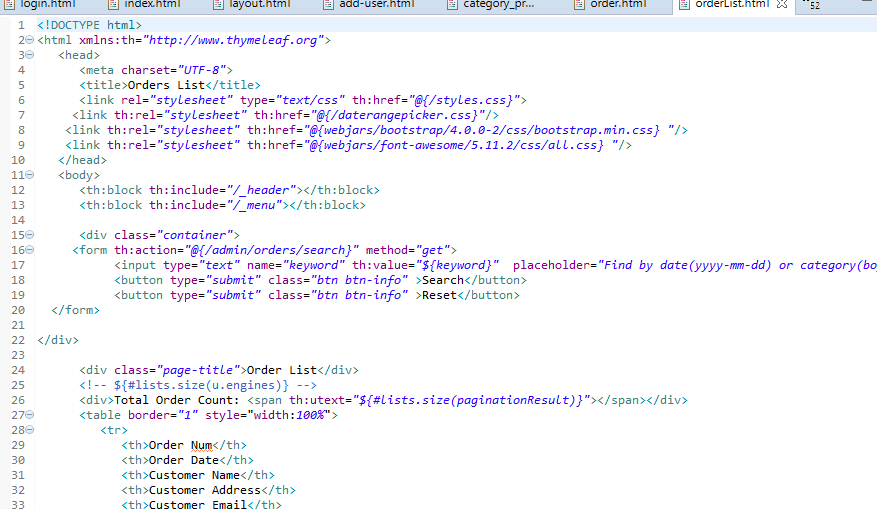 login.html index.html layout.html add-user.html category_pr... order.html orderList.html 52
1 <!DOCTYPE html>
2 <html xmlns:th="http://www.thymeleaf.org">
3 <head>
4 <meta charset="UTF-8">
5 <title>Orders List</title>
6 <link rel="stylesheet" type="text/css" th:href="@{/styles.css}">
7 <link th:rel="stylesheet" th:href="@{/daterangepicker.css}"/>
8 <link th:rel="stylesheet" th:href="@{webjars/bootstrap/4.0.0-2/css/bootstrap.min.css} "/>
9 <link th:rel="stylesheet" th:href="@{webjars/font-awesome/5.11.2/css/all.css} "/>
10 </head>
11 <body>
12 <th:block th:include="/_header"></th:block>
13 <th:block th:include="/_menu"></th:block>
14
15 <div class="container">
16 <form th:action="@{/admin/orders/search}" method="get">
17 <input type="text" name="keyword" th:value="${keyword}" placeholder="Find by date(yyyy-mm-dd) or category(bo
18 <button type="submit" class="btn btn-info" >Search</button>
19 <button type="submit" class="btn btn-info" >Reset</button>
20 </form>
21
22 </div>
23
24 <div class="page-title">Order List</div>
25 <!-- ${#lists.size(u.engines)} -->
26 <div>Total Order Count: <span th:utext="${#lists.size(paginationResult)}"></span></div>
27 <table border="1" style="width:100%">
28 <tr>
29 <th>Order Num</th>
30 <th>Order Date</th>
31 <th>Customer Name</th>
32 <th>Customer Address</th>
33 <th>Customer Email</th>